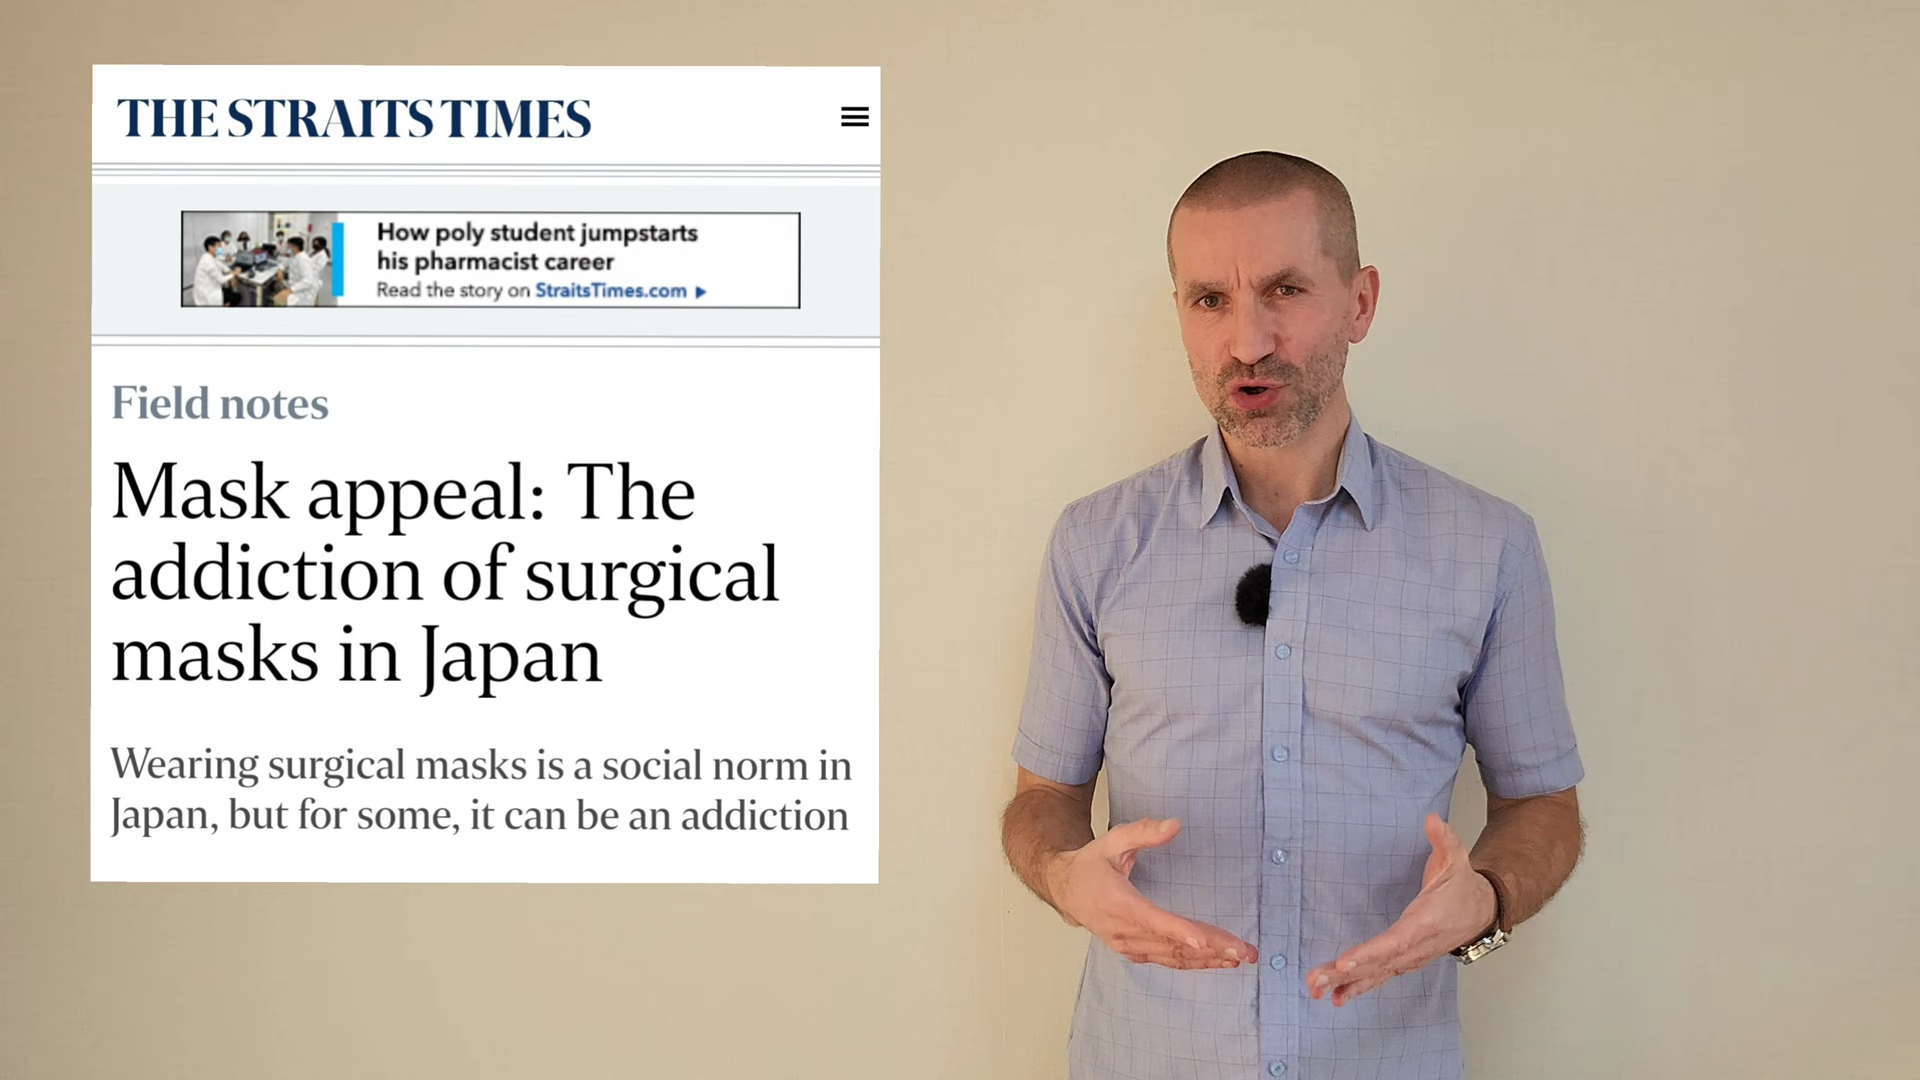 THE STRAITS TIMES
How poly student jumpstarts
his pharmacist career
Read the story on StraitsTimes.com
Field notes
Mask appeal: The
addiction of surgical
masks in Japan
Wearing surgical masks is a social norm in
Japan, but for some, it can be an addiction